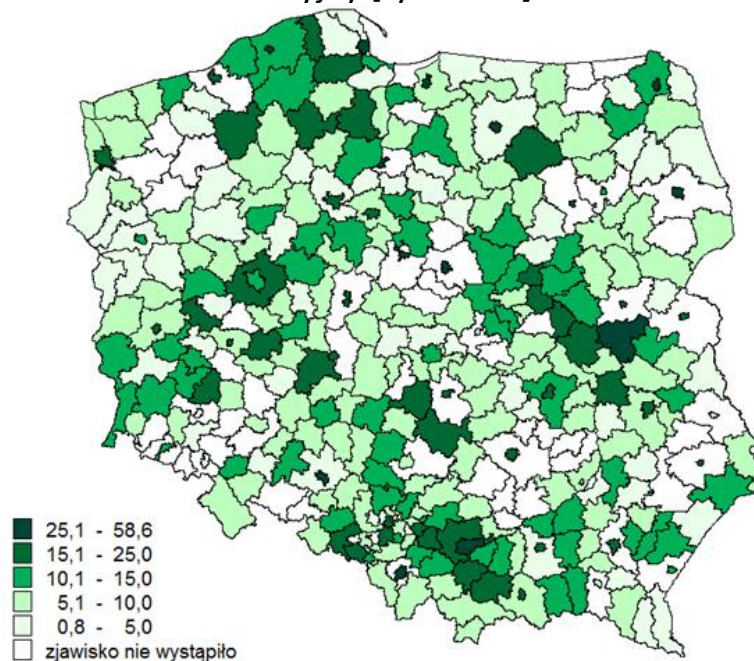 25,1 - 58,6
15,1 - 25,0
10,1 - 15,0
5,1 - 10,0
0,8 - 5,0
zjawisko nie wystąpiło